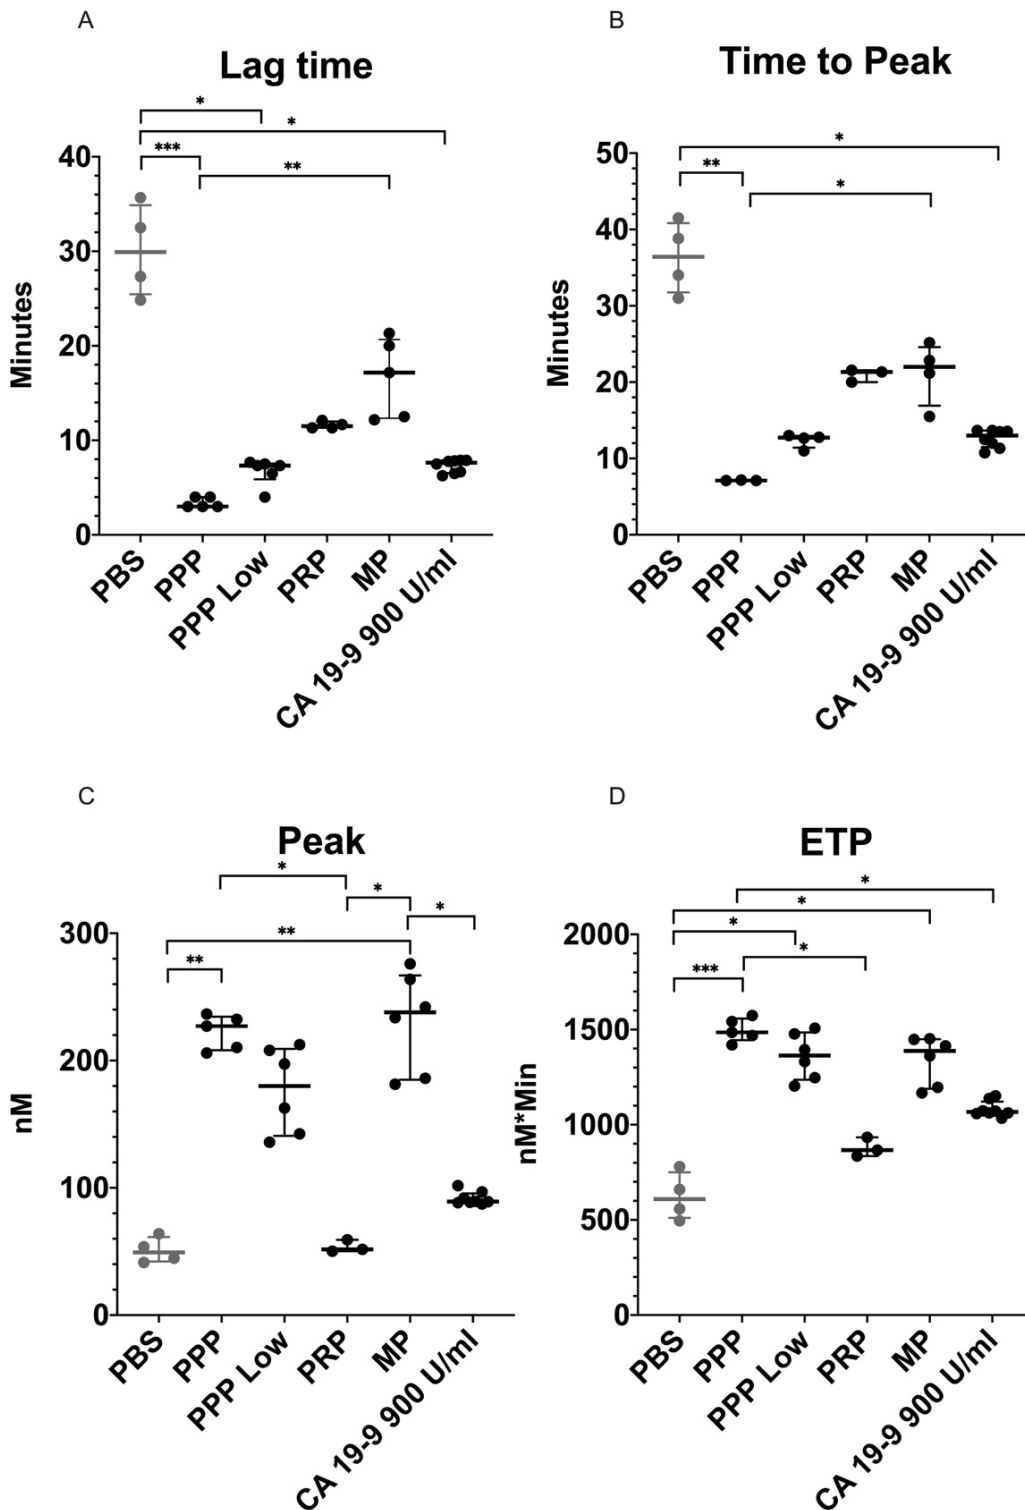 A
Lag time
*
*
***
**
40
30
20
10
0
Minutes
PBS
PPP
PPP Low
PRP
MP
CA 19-9 900 U/ml
B
Time to Peak
*
**
*
50
40
30
20
10
0
Minutes
PBS
PPP
PPP Low
PRP
MP
CA 19-9 900 U/ml
C
Peak
*
*
*
**
**
300
200
100
0
nM
PBS
PPP
PPP Low
PRP
MP
CA 19-9 900 U/ml
D
ETP
*
*
*
*
***
2000
1500
1000
500
0
nM*Min
PBS
PPP
PPP Low
PRP
MP
CA 19-9 900 U/ml